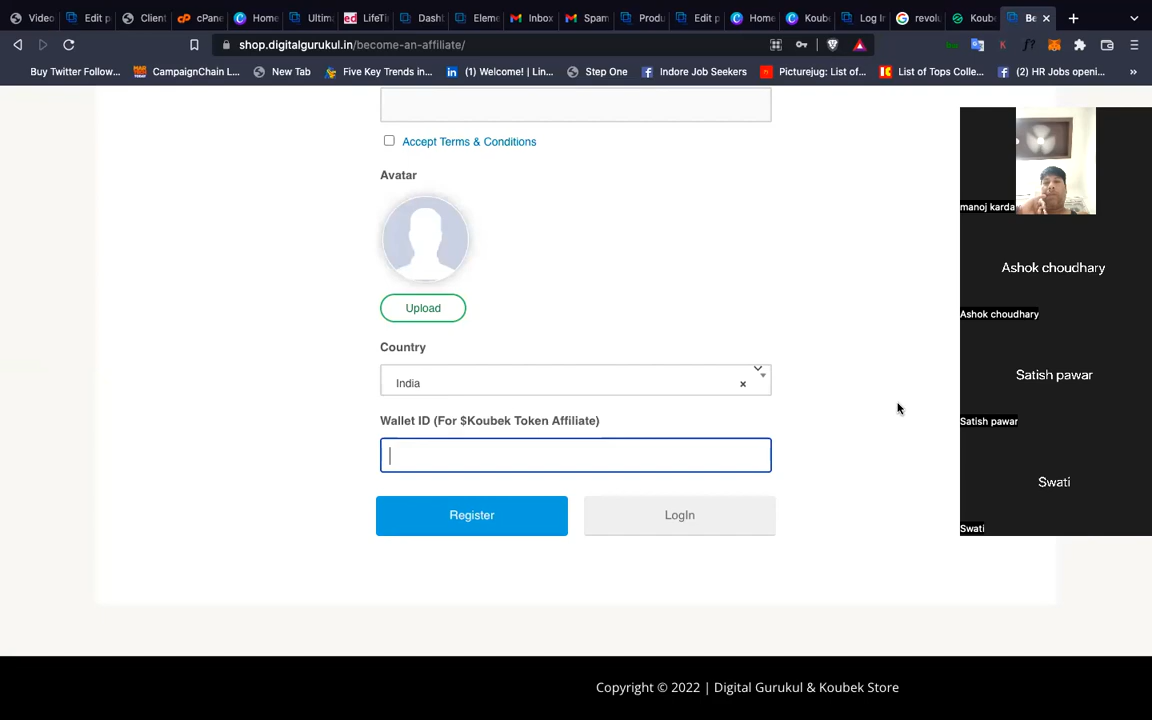 Video
Edit p
Client
cPane
Home
Ultim
LifeTi
Dash
Eleme
Inbox
Spam
Produ
Edit p
Home
Koube
Log In
revolu
Koube
Be
shop.digitalgurukul.in/become-an-affiliate/
Buy Twitter Follow...
CampaignChain L...
New Tab
Five Key Trends in...
(1) Welcome! | Lin...
Step One
Indore Job Seekers
Picturejug: List of...
List of Tops Colle...
(2) HR Jobs openi...
Accept Terms & Conditions
Avatar
Upload
Country
India
Wallet ID (For $Koubek Token Affiliate)
Register
LogIn
Copyright © 2022 | Digital Gurukul & Koubek Store
manoj karda
Ashok choudhary
Ashok choudhary
Satish pawar
Satish pawar
Swati
Swati